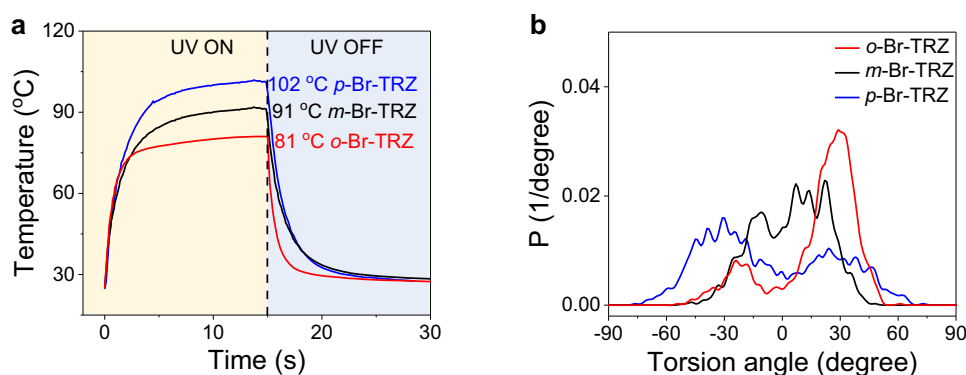 a
120
90
60
30
Temperature (°C)
UV ON
UV OFF
102 °C p-Br-TRZ
91 °C m-Br-TRZ
81 °C o-Br-TRZ
0
10
20
30
Time (s)
b
0.04
0.02
0.00
P (1/degree)
o-Br-TRZ
m-Br-TRZ
p-Br-TRZ
-90
-60
-30
0
30
60
90
Torsion angle (degree)